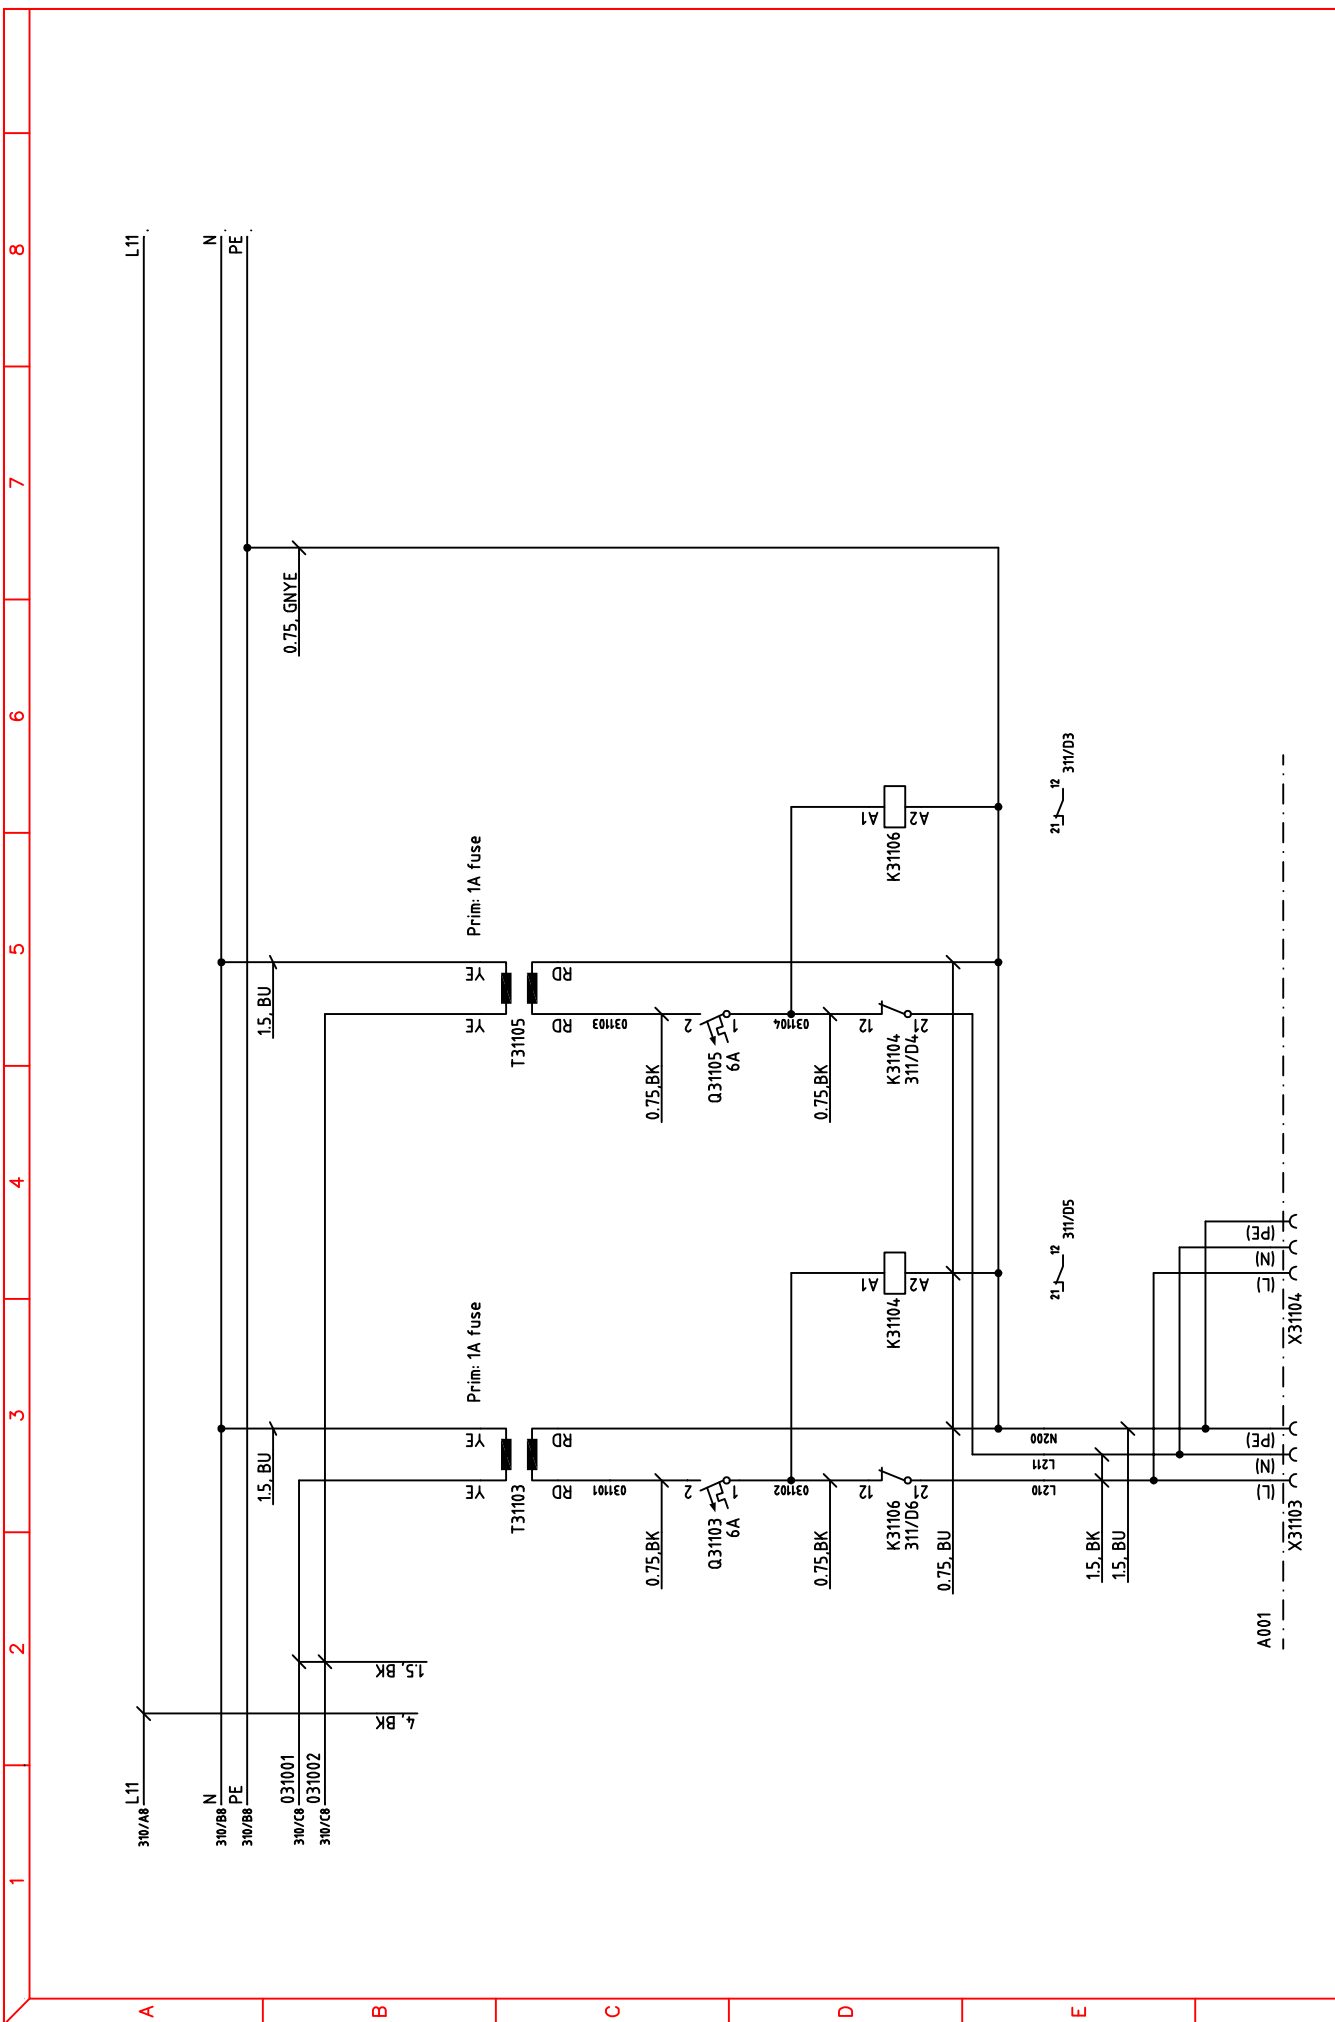 1
2
3
4
5
6
7
8
A
B
C
D
E
L11
310/A8
L11
N
310/B8
N
PE
310/B8
PE
031001
310/C8
031002
310/C8
4, BK
1.5, BK
1.5, BU
1.5, BU
0.75, GNYE
YE
YE
Prim: 1A fuse
YE
YE
Prim: 1A fuse
T31103
T31105
RD
RD
RD
RD
031101
031103
0.75,BK
0.75,BK
2
2
Q31103
6A
1
Q31105
6A
1
031102
031104
0.75,BK
0.75,BK
12
A1
12
A1
K31106
311/D6
21
K31104
A2
K31104
311/D4
21
K31106
A2
0.75, BU
L210
L211
N200
21
12
311/D5
21
12
311/D3
1.5, BK
1.5, BU
A001
(L)
(N)
(PE)
(L)
(N)
(PE)
X31103
X31104